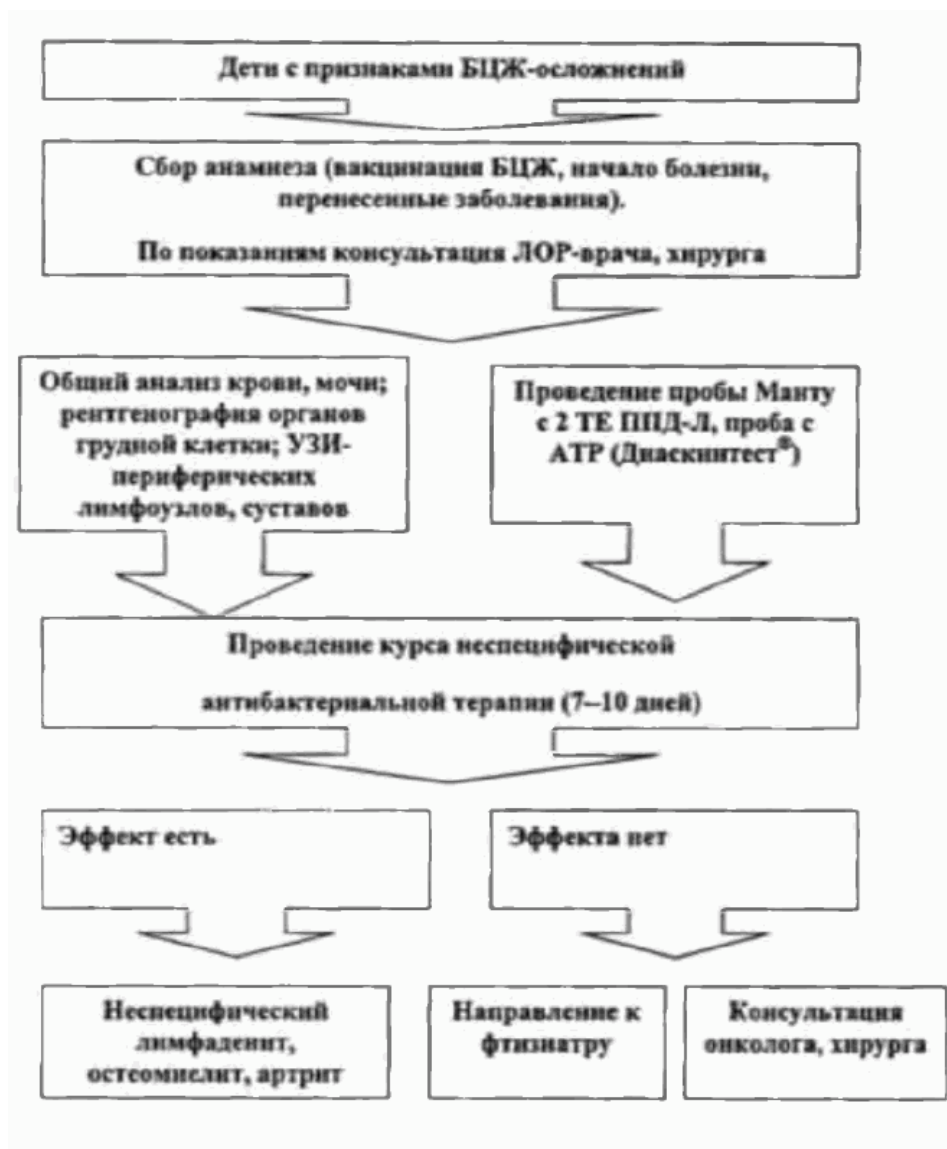 Дети с признаками БЦЖ-осложнений
Сбор анамнеза (вакцинация БЦЖ, начало болезни,
перенесенные заболевания).
По показаниям консультация ЛОР-врача, хирурга
Общий анализ крови, мочи;
рентгенография органов
грудной клетки; УЗИ-
периферических
лимфоузлов, суставов
Проведение пробы Манту
с 2 ТЕ ППД-Л, проба с
АТР (Диаскинтест®)
Проведение курса неспецифической
антибактериальной терапии (7–10 дней)
Эффект есть
Эффекта нет
Неспецифический
лимфаденит,
остеомиелит, артрит
Направление к
фтизиатру
Консультация
онколога, хирурга